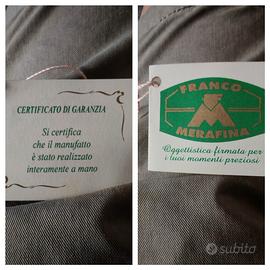 CERTIFICATO DI GARANZIA
Si certifica
che il manufatto
è stato realizzato
interamente a mano
FRANCO
MERAFINA
Oggettistica firmata per
i tuoi momenti preziosi
subito